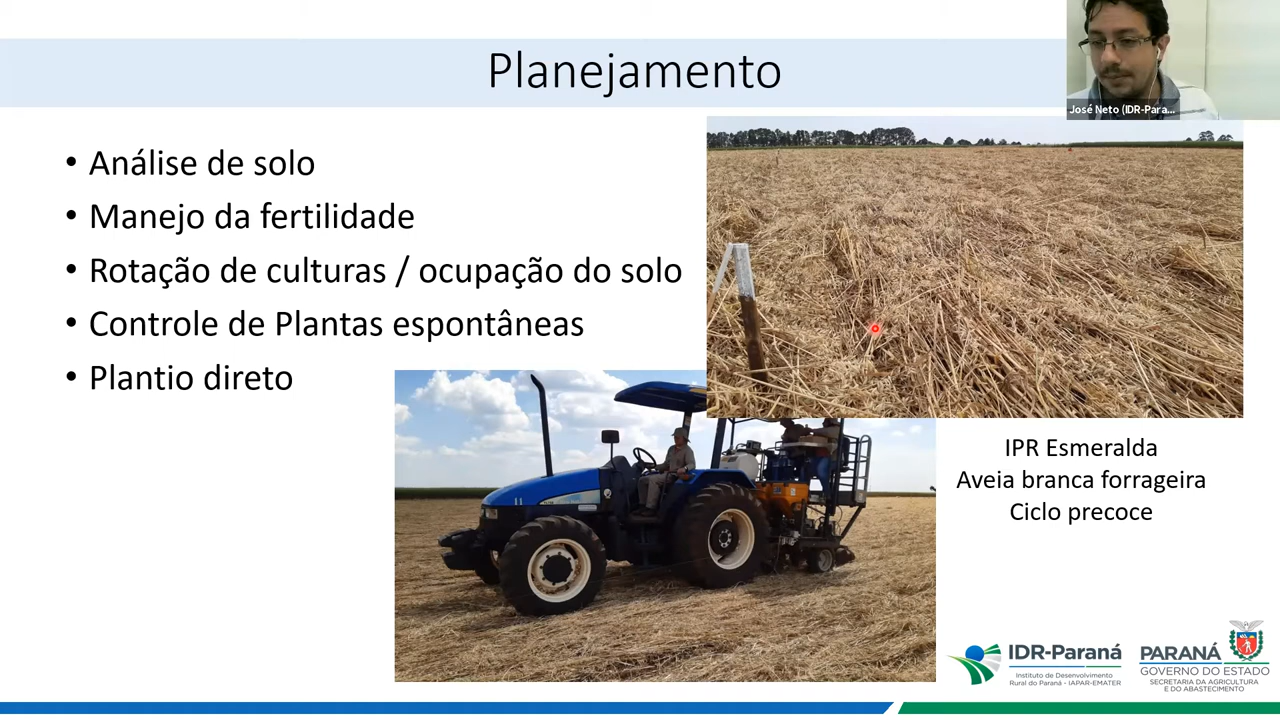 Planejamento
José Neto (IDR-Para...
• Análise de solo
• Manejo da fertilidade
• Rotação de culturas / ocupação do solo
• Controle de Plantas espontâneas
• Plantio direto
11
IPR Esmeralda
Aveia branca forrageira
Ciclo precoce
IDR-Paraná
Instituto de Desenvolvimento
Rural do Paraná - IAPAR-EMATER
PARANÁ
GOVERNO DO ESTADO
SECRETARIA DA AGRICULTURA
E DO ABASTECIMENTO